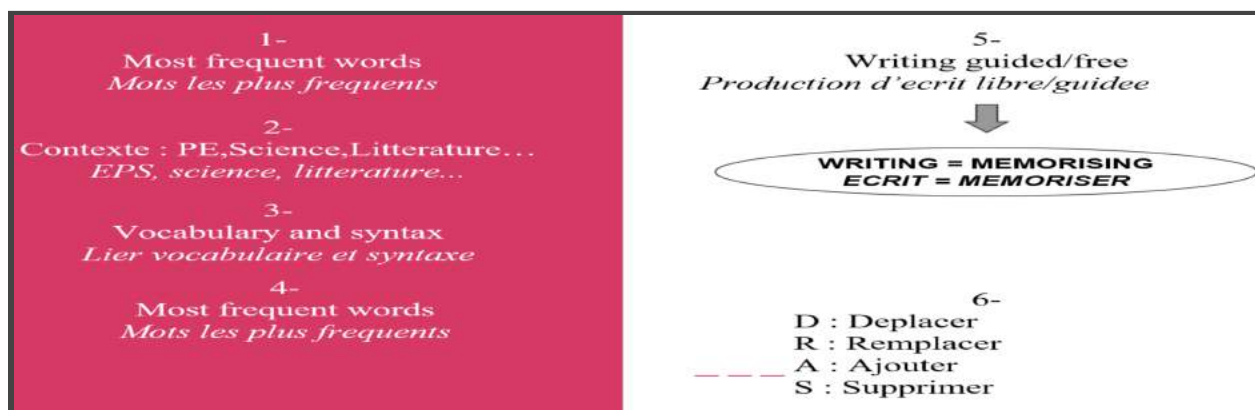 1-
Most frequent words
Mots les plus frequents
2-
Contexte : PE,Science,Litterature...
EPS, science, litterature...
3-
Vocabulary and syntax
Lier vocabulaire et syntaxe
4-
Most frequent words
Mots les plus frequents
5-
Writing guided/free
Production d'ecrit libre/guidee
WRITING = MEMORISING
ECRIT = MEMORISER
6-
D : Deplacer
R : Remplacer
A : Ajouter
S : Supprimer